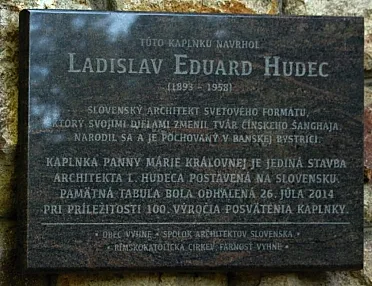 TÚTO KAPLNKU NAVRHOL
LADISLAV EDUARD HUDEC
(1893 - 1958)
SLOVENSKÝ ARCHITEKT SVETOVÉHO FORMÁTU,
KTORÝ SVOJIMI DIELAMI ZMENIL TVÁR ČÍNSKEHO ŠANGHAJA.
NARODIL SA A JE POCHOVANÝ V BANSKEJ BYSTRICI.
KAPLNKA PANNY MÁRIE KRÁĽOVNEJ JE JEDINÁ STAVBA
ARCHITEKTA L. HUDECA POSTAVENÁ NA SLOVENSKU.
PAMÄTNÁ TABUĽA BOLA ODHALENÁ 26. JÚLA 2014
PRI PRÍLEŽITOSTI 100. VÝROČIA POSVÄTENIA KAPLNKY.
• OBEC VYHNE • SPOLOK ARCHITEKTOV SLOVENSKA •
• RÍMSKOKATOLÍCKA CIRKEV, FARNOSŤ VYHNE •